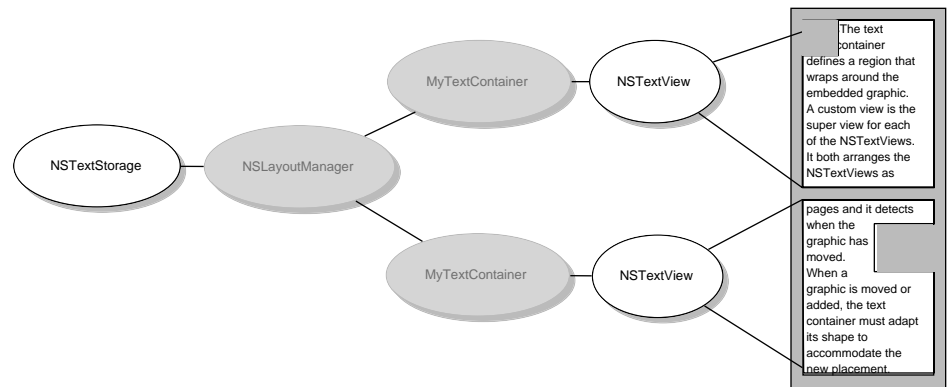 NSTextStorage
NSLayoutManager
MyTextContainer
NSTextView
The text
container
defines a region that
wraps around the
embedded graphic.
A custom view is the
super view for each
of the NSTextViews.
It both arranges the
NSTextViews as
MyTextContainer
NSTextView
pages and it detects
when the
graphic has
moved.
When a
graphic is moved or
added, the text
container must adapt
its shape to
accommodate the
new placement.